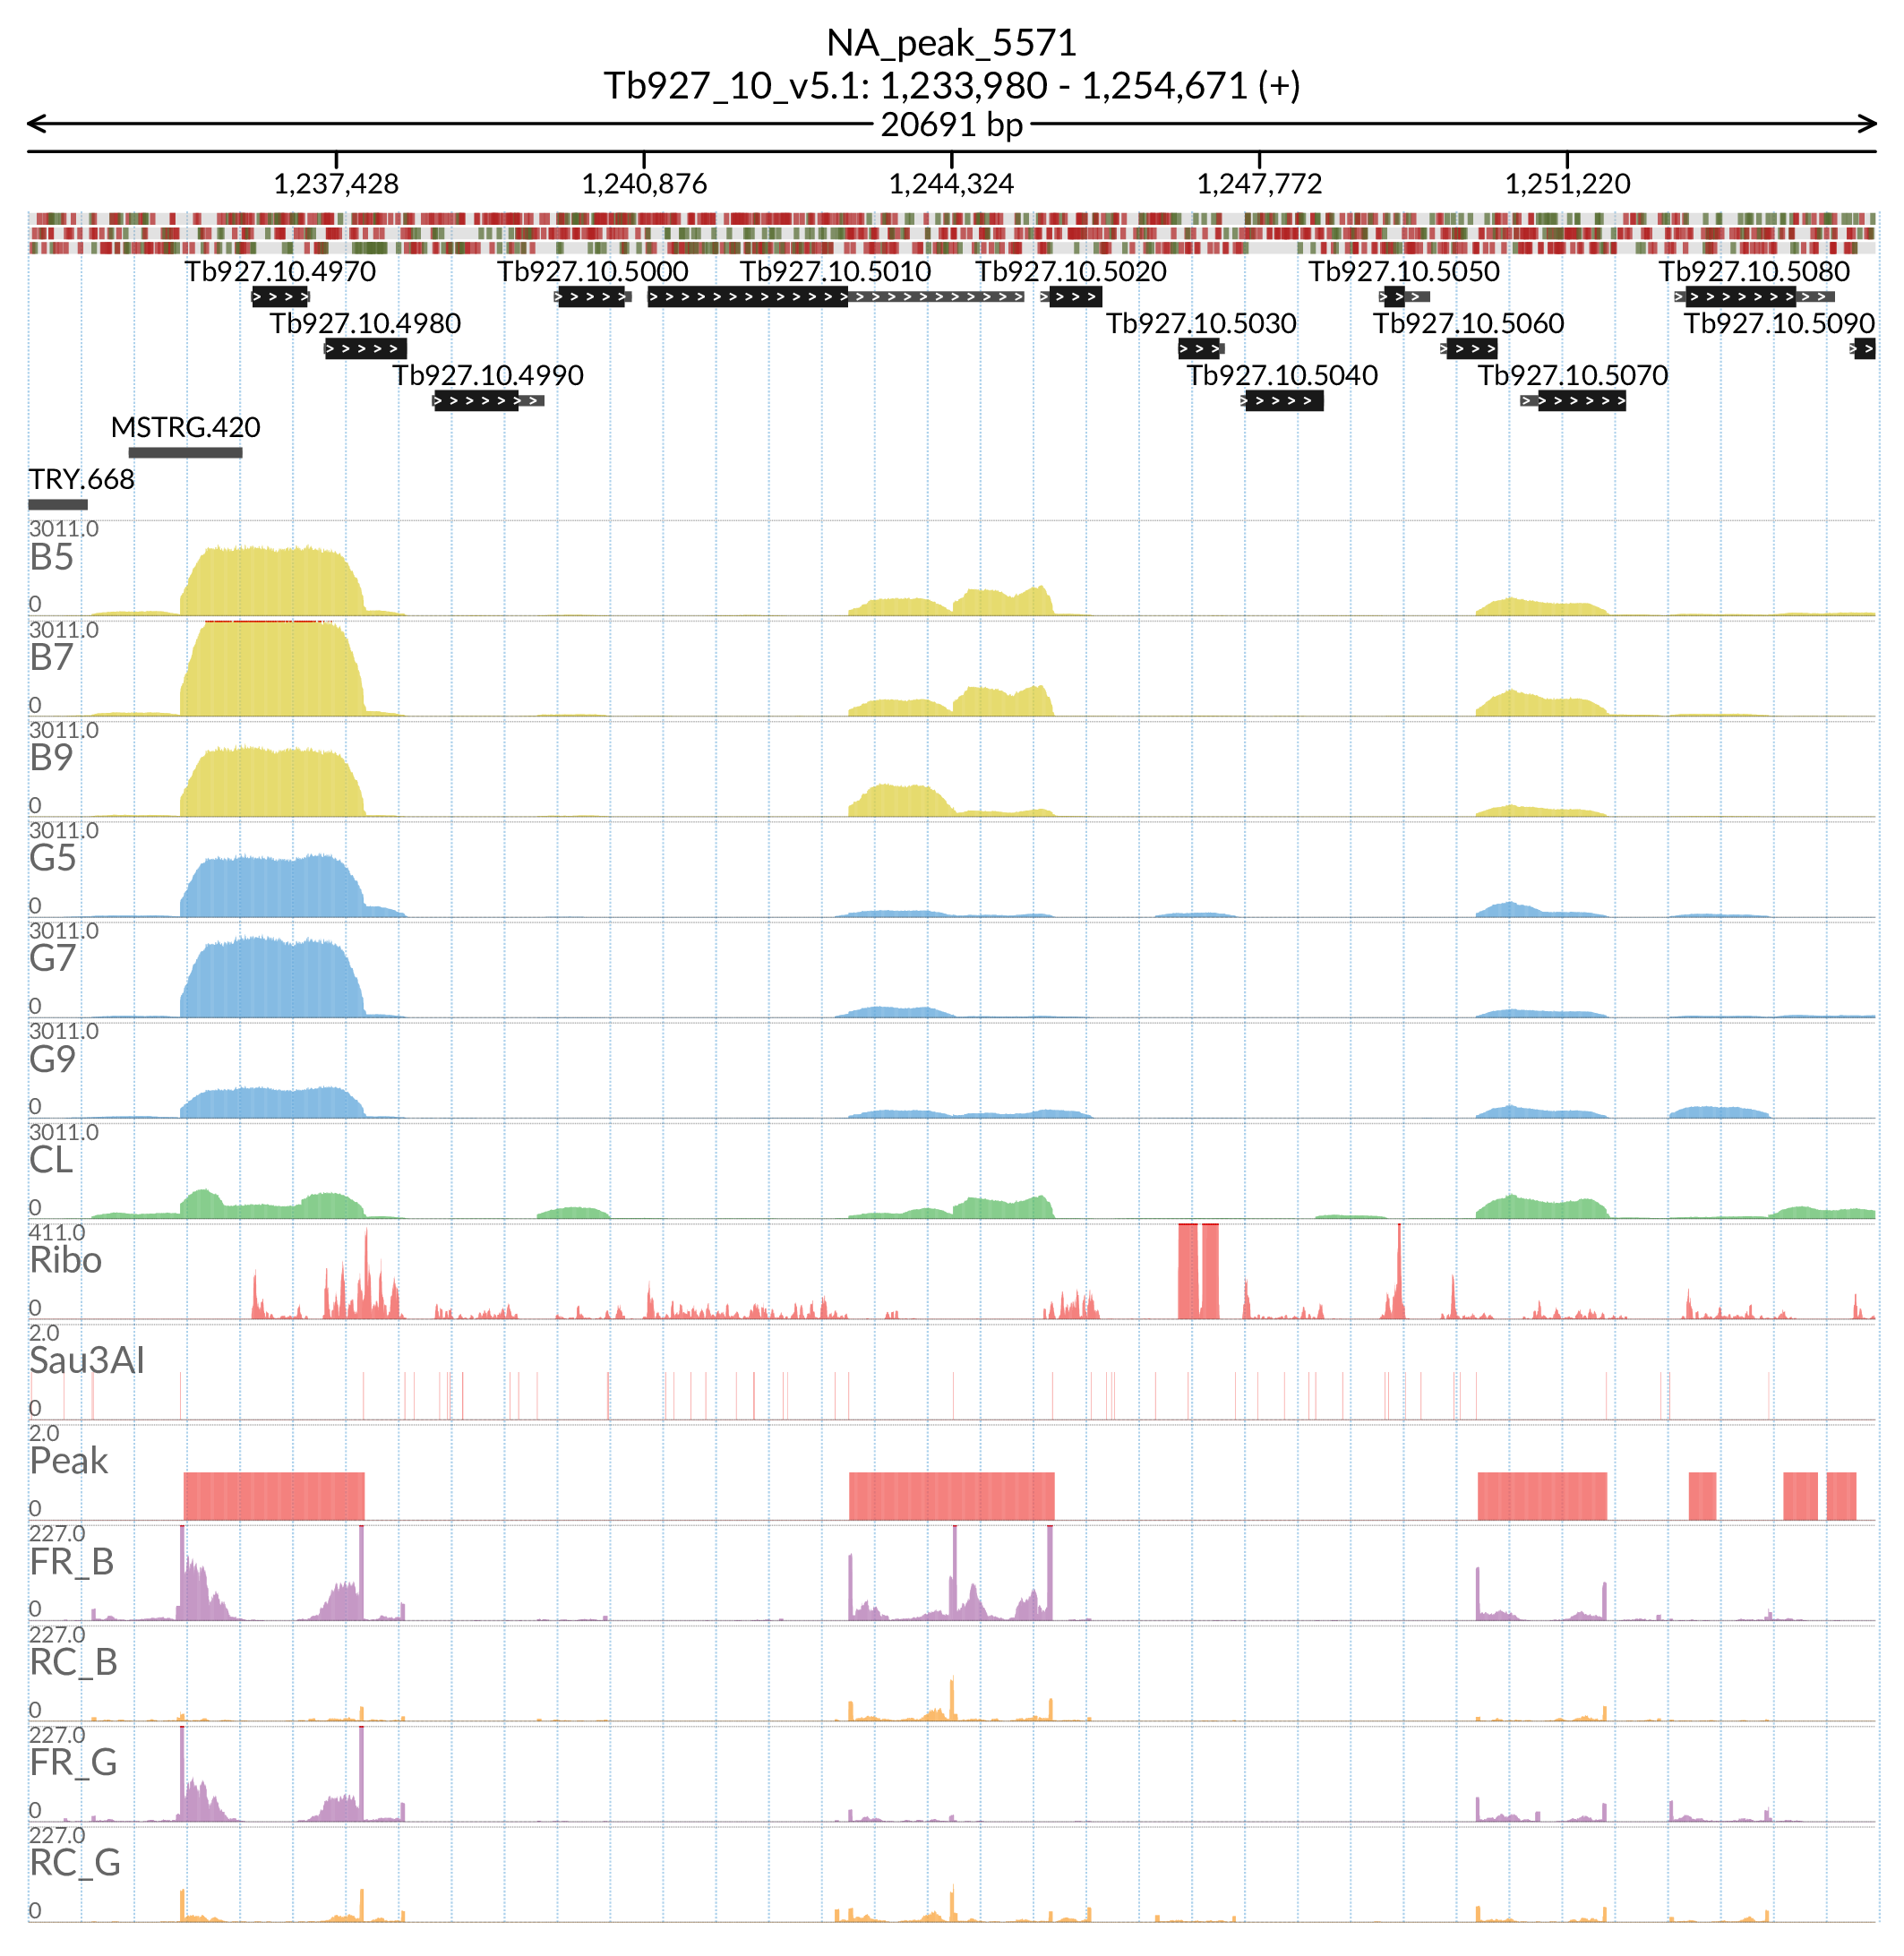 NA_peak_5571
Tb927_10_v5.1: 1,233,980 - 1,254,671 (+)
20691 bp
1,237,428 1,240,876 1,244,324 1,247,772 1,251,220
Tb927.10.4970 Tb927.10.5000 Tb927.10.5010 Tb927.10.5020 Tb927.10.5050 Tb927.10.5080
Tb927.10.4980 Tb927.10.5030 Tb927.10.5060 Tb927.10.5090
Tb927.10.4990 Tb927.10.5040 Tb927.10.5070
MSTRG.420
TRY.668
3011.0
B5
0
3011.0
B7
0
3011.0
B9
0
3011.0
G5
0
3011.0
G7
0
3011.0
G9
0
3011.0
CL
0
411.0
Ribo
0
2.0
Sau3AI
0
2.0
Peak
0
227.0
FR_B
0
227.0
RC_B
0
227.0
FR_G
0
227.0
RC_G
0